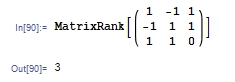 In[90]:= MatrixRank[( 1 -1 1
-1 1 1
1 1 0 )]
Out[90]= 3